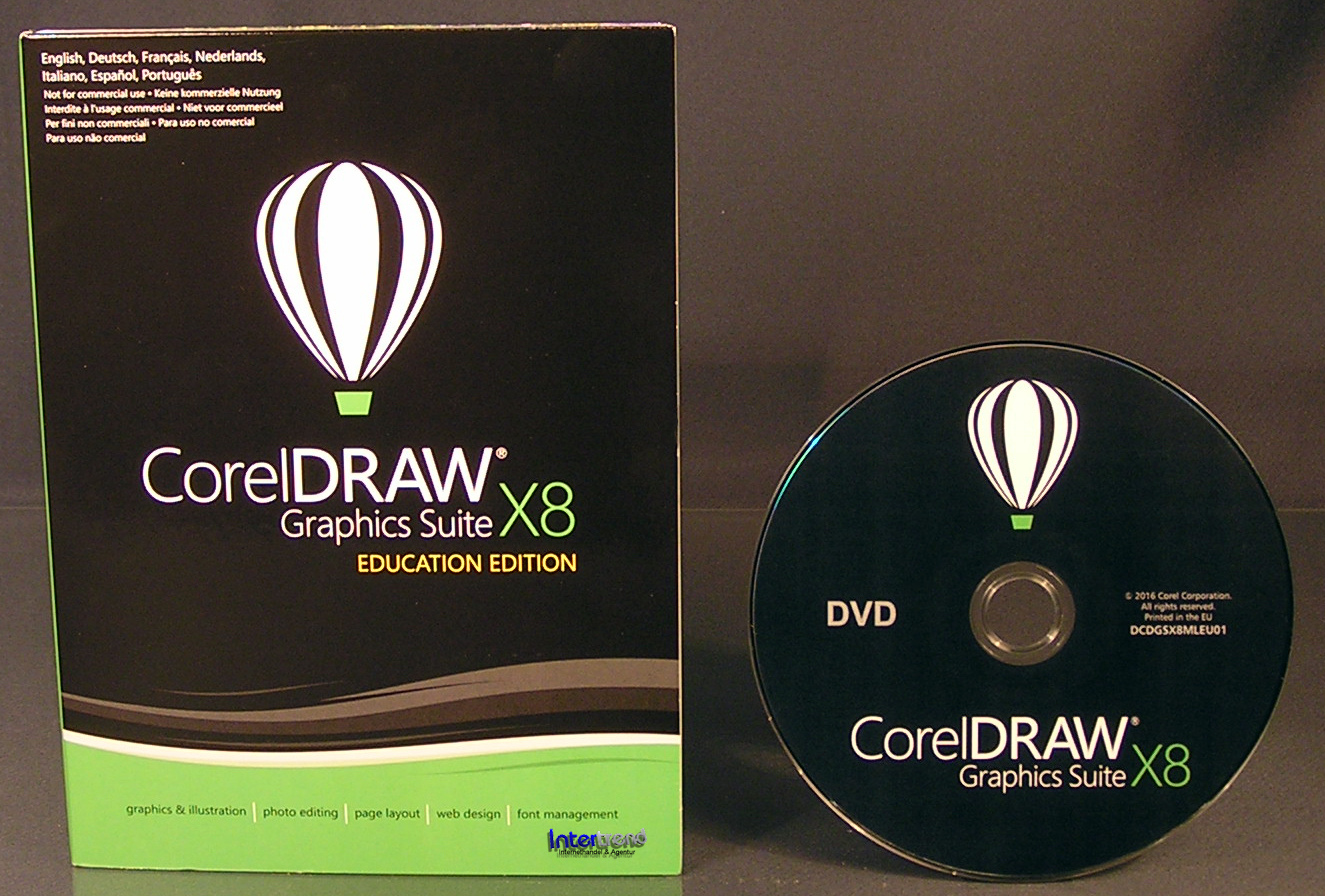 English, Deutsch, Français, Nederlands,
Italiano, Español, Português
Not for commercial use • Keine kommerzielle Nutzung
Interdite à l'usage commercial • Niet voor commercieel
Per fini non commerciali • Para uso no comercial
Para uso não comercial
CorelDRAW®
Graphics Suite X8
EDUCATION EDITION
graphics & illustration | photo editing | page layout | web design | font management
Intertrend
Internethandel & Agentur
DVD
© 2016 Corel Corporation.
All rights reserved.
Printed in the EU
DCDGSX8MLEU01
CorelDRAW®
Graphics Suite X8